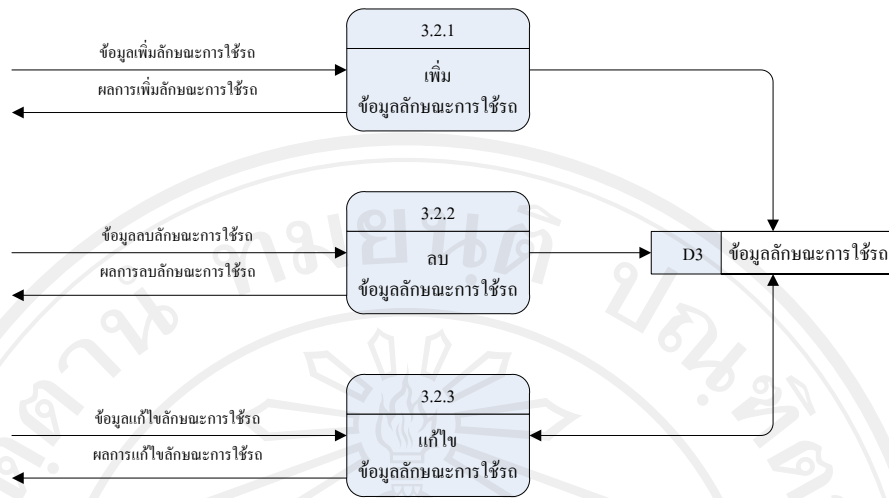 3.2.1
เพิ่ม
ข้อมูลลักษณะการใช้รถ
ข้อมูลเพิ่มลักษณะการใช้รถ
ผลการเพิ่มลักษณะการใช้รถ
3.2.2
ลบ
ข้อมูลลักษณะการใช้รถ
ข้อมูลลบลักษณะการใช้รถ
ผลการลบลักษณะการใช้รถ
D3 ข้อมูลลักษณะการใช้รถ
3.2.3
แก้ไข
ข้อมูลลักษณะการใช้รถ
ข้อมูลแก้ไขลักษณะการใช้รถ
ผลการแก้ไขลักษณะการใช้รถ